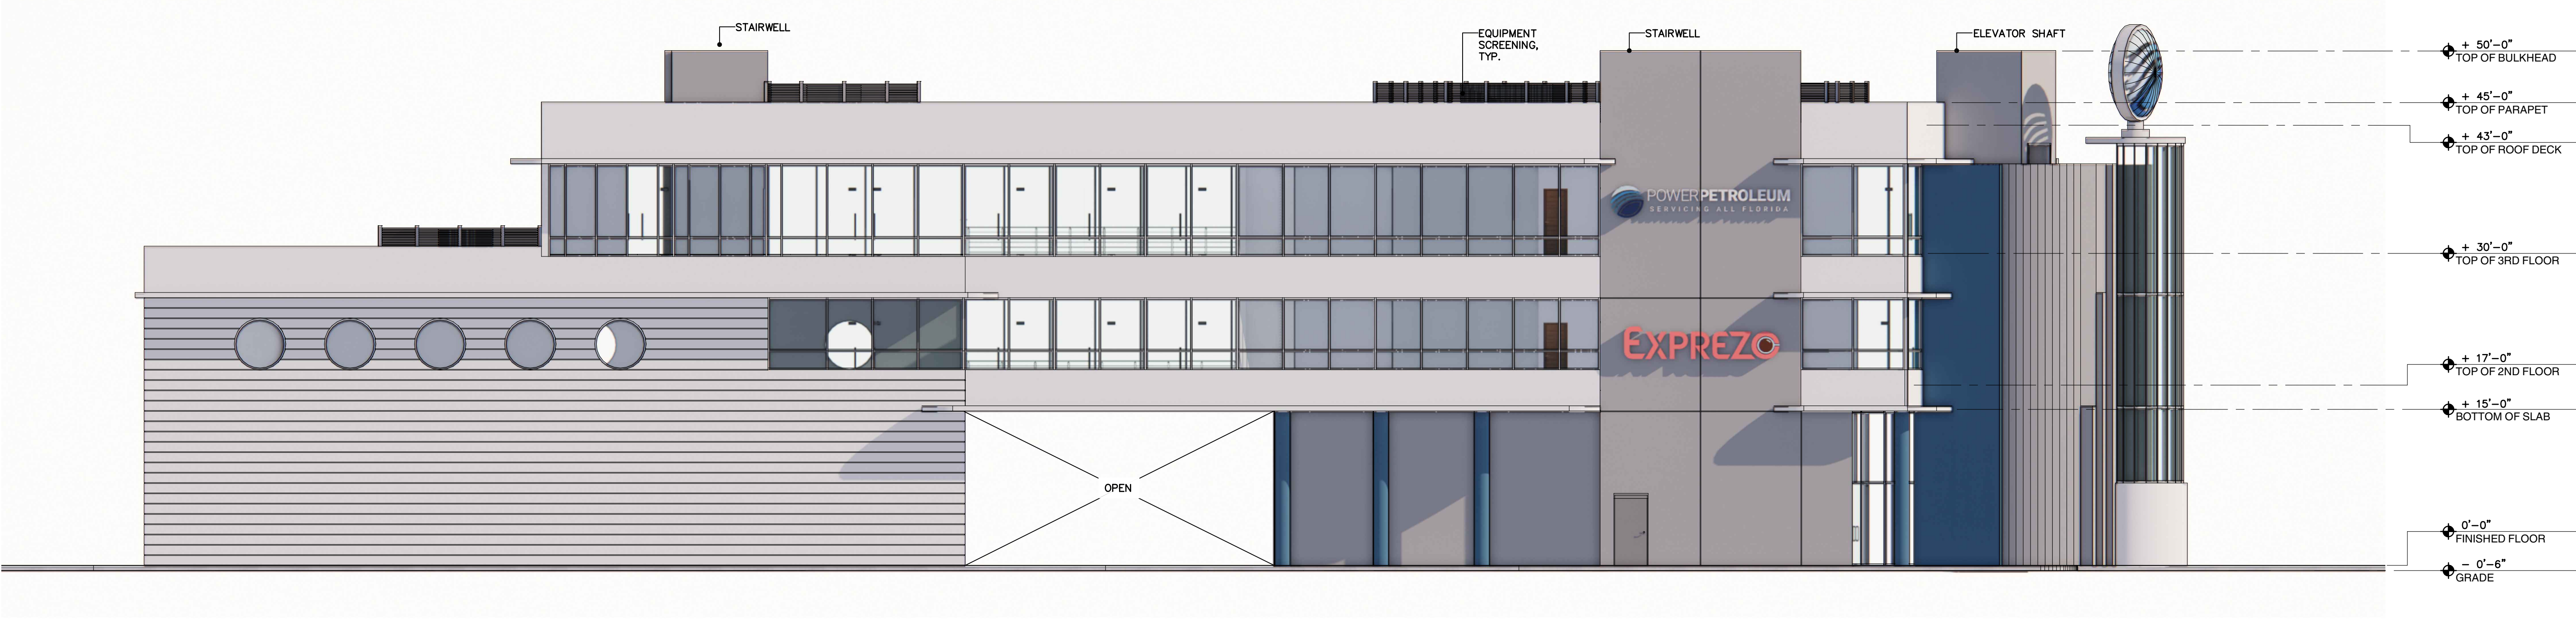 STAIRWELL
EQUIPMENT
SCREENING,
TYP.
STAIRWELL
ELEVATOR SHAFT
+ 50'-0"
TOP OF BULKHEAD
+ 45'-0"
TOP OF PARAPET
+ 43'-0"
TOP OF ROOF DECK
POWERPETROLEUM
SERVICING ALL FLORIDA
+ 30'-0"
TOP OF 3RD FLOOR
EXPREZO
+ 17'-0"
TOP OF 2ND FLOOR
+ 15'-0"
BOTTOM OF SLAB
OPEN
0'-0"
FINISHED FLOOR
- 0'-6"
GRADE